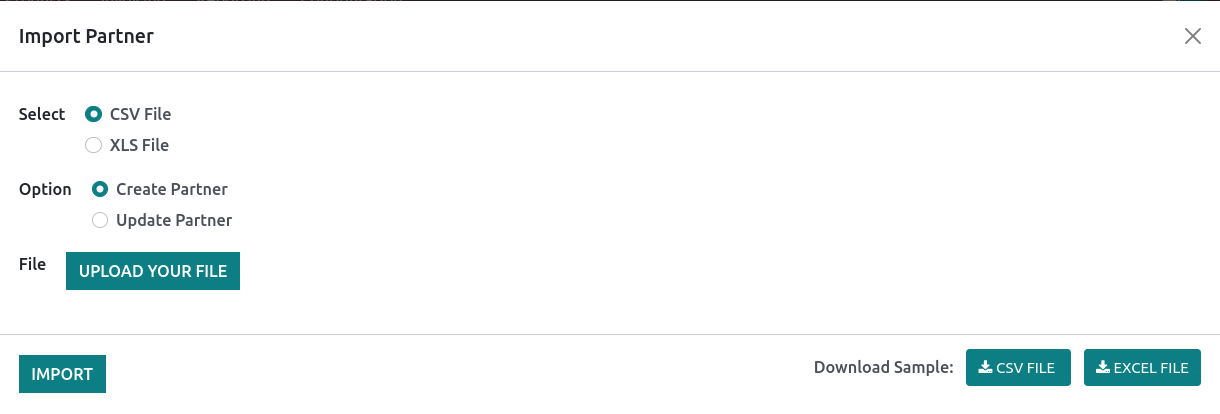 Import Partner
Select CSV File
XLS File
Option Create Partner
Update Partner
File UPLOAD YOUR FILE
IMPORT Download Sample: CSV FILE EXCEL FILE